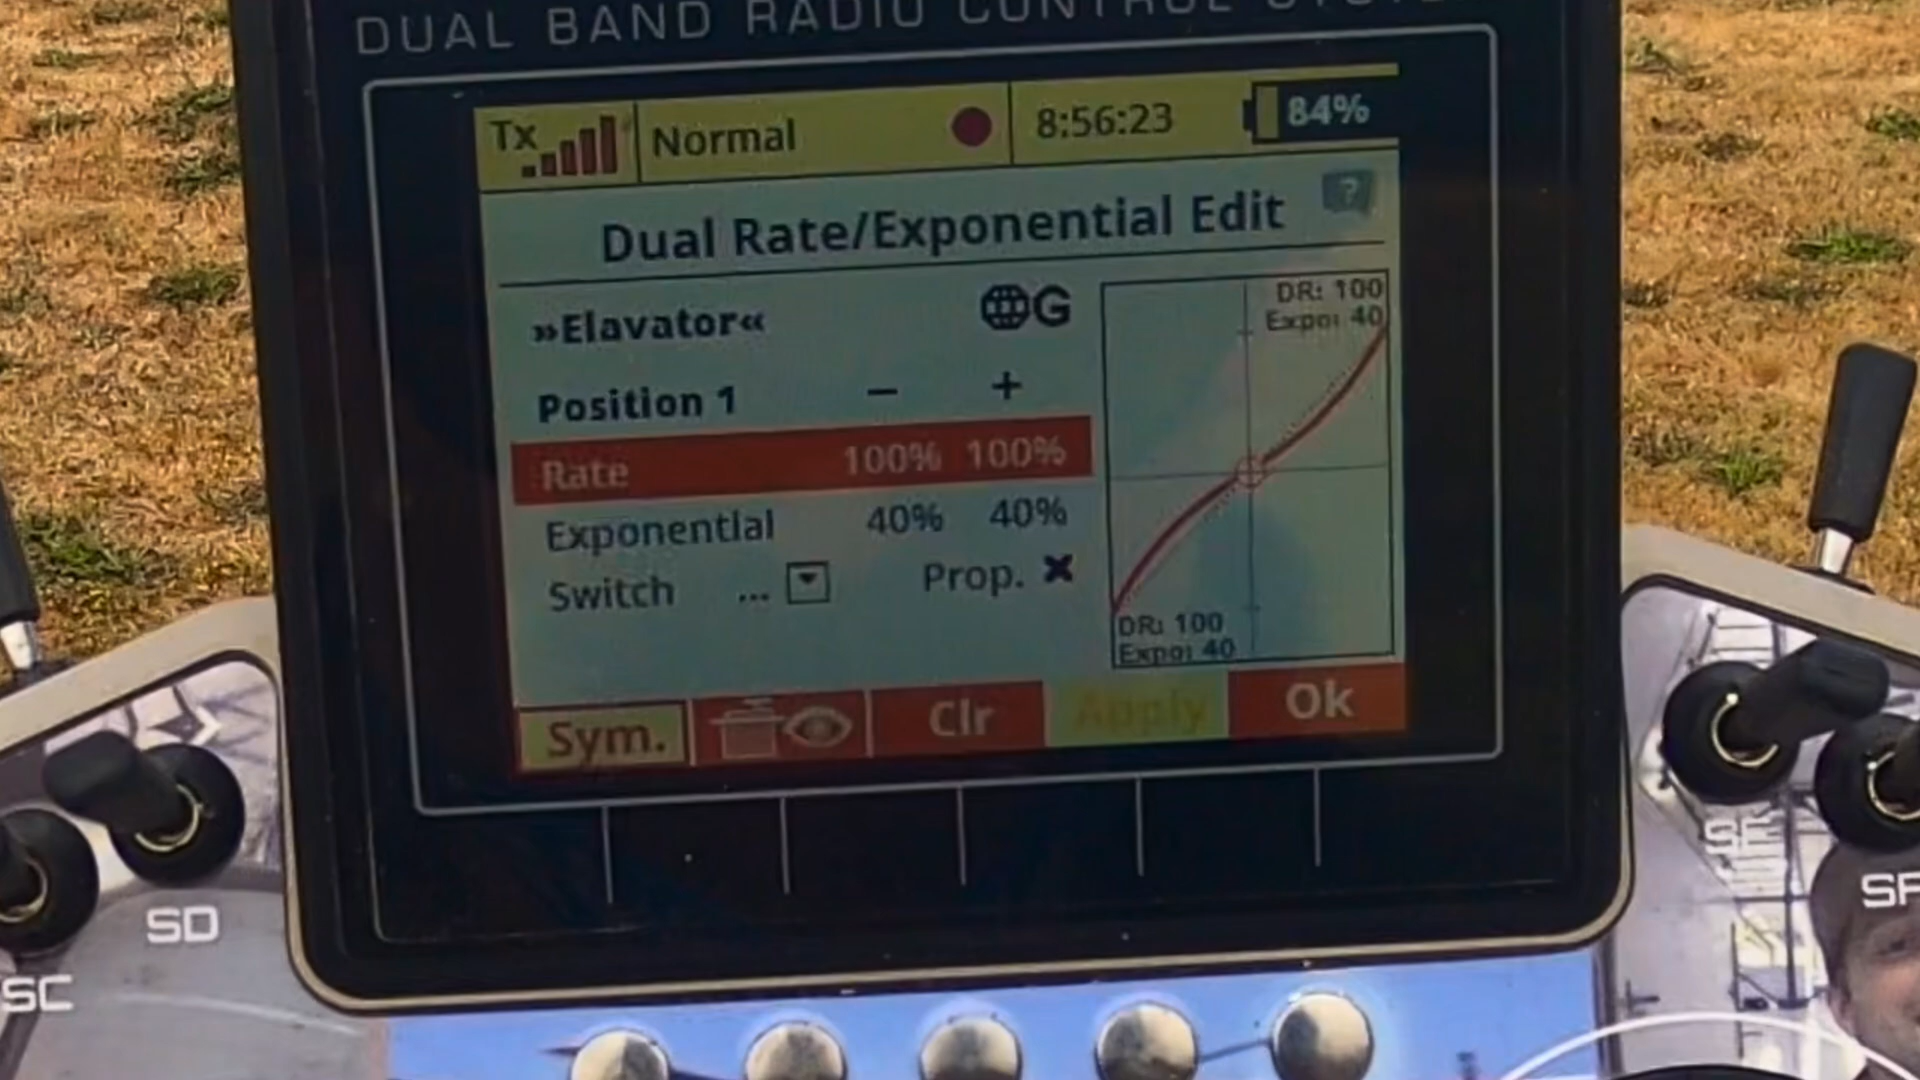 DUAL BAND RADIO CONTROL SYSTE
Tx Normal 8:56:23 84%
Dual Rate/Exponential Edit ?
»Elavator« G
Position 1 - +
Rate 100% 100%
Exponential 40% 40%
Switch ... Prop. ×
DR: 100
Expo: 40
DR: 100
Expo: 40
Sym. Clr Apply Ok
SD
SC
SE
SF